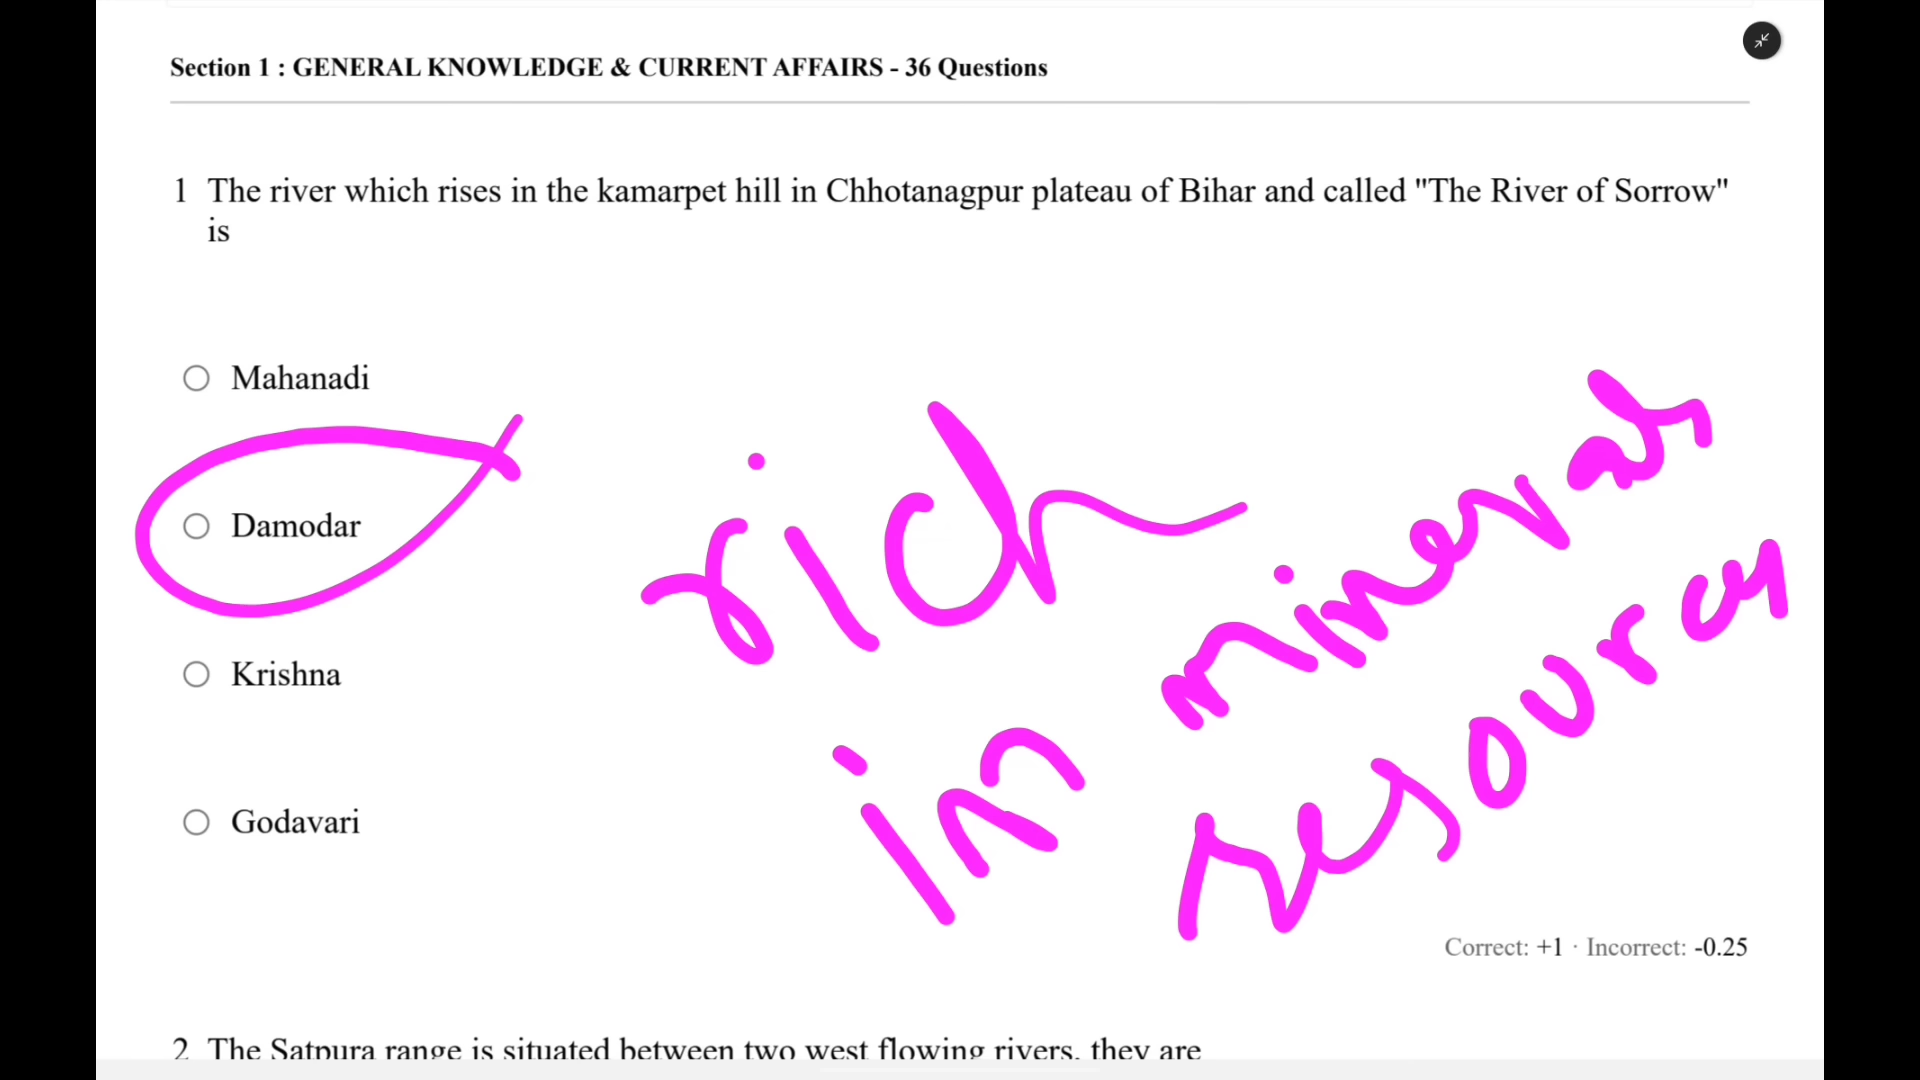 Section 1 : GENERAL KNOWLEDGE & CURRENT AFFAIRS - 36 Questions
1 The river which rises in the kamarpet hill in Chhotanagpur plateau of Bihar and called "The River of Sorrow"
is
Mahanadi
Damodar
Krishna
Godavari
rich
in mineral
resources
Correct: +1 · Incorrect: -0.25
2 The Satpura range is situated between two west flowing rivers, they are